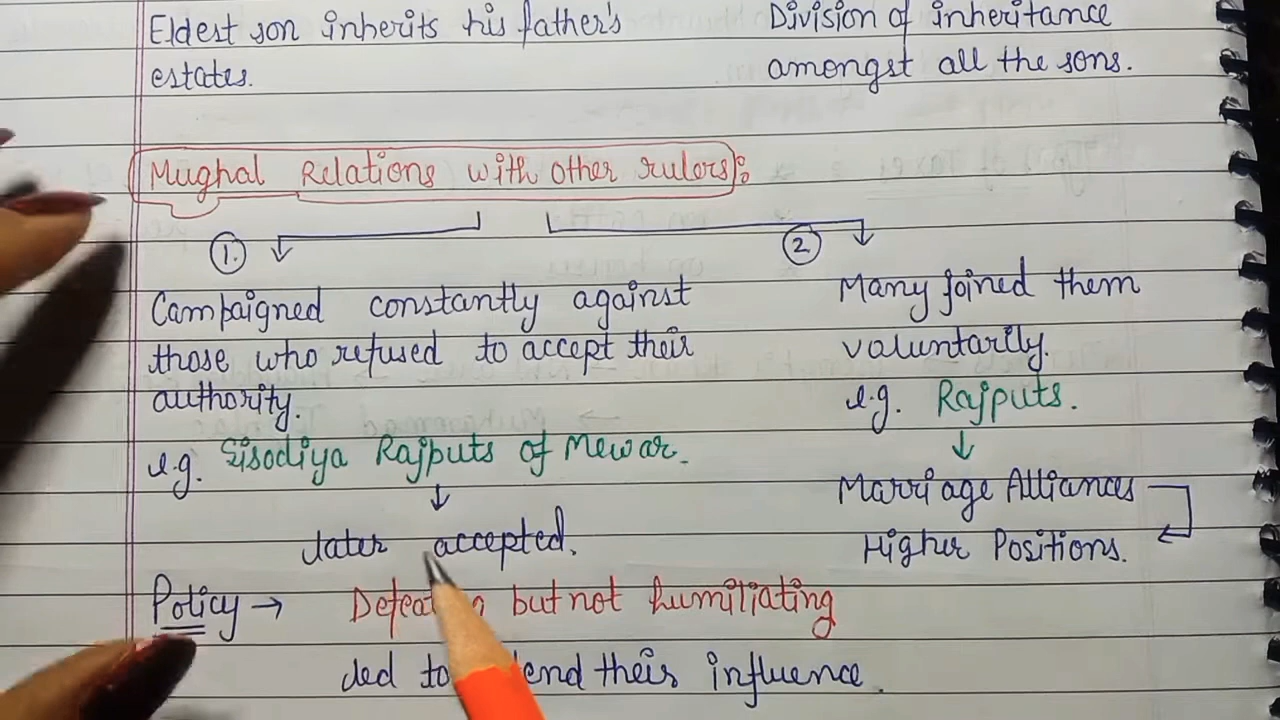 Eldest son inherits his father's
estates.
Division of inheritance
amongst all the sons.
Mughal Relations with other rulers:
1.
Campaigned constantly against
those who refused to accept their
authority.
e.g. Sisodiya Rajputs of Mewar.
↓
later accepted.
2
Many joined them
voluntarily.
e.g. Rajputs.
↓
Marriage Alliances
Higher Positions.
Policy → but not humiliating
led to their influence.